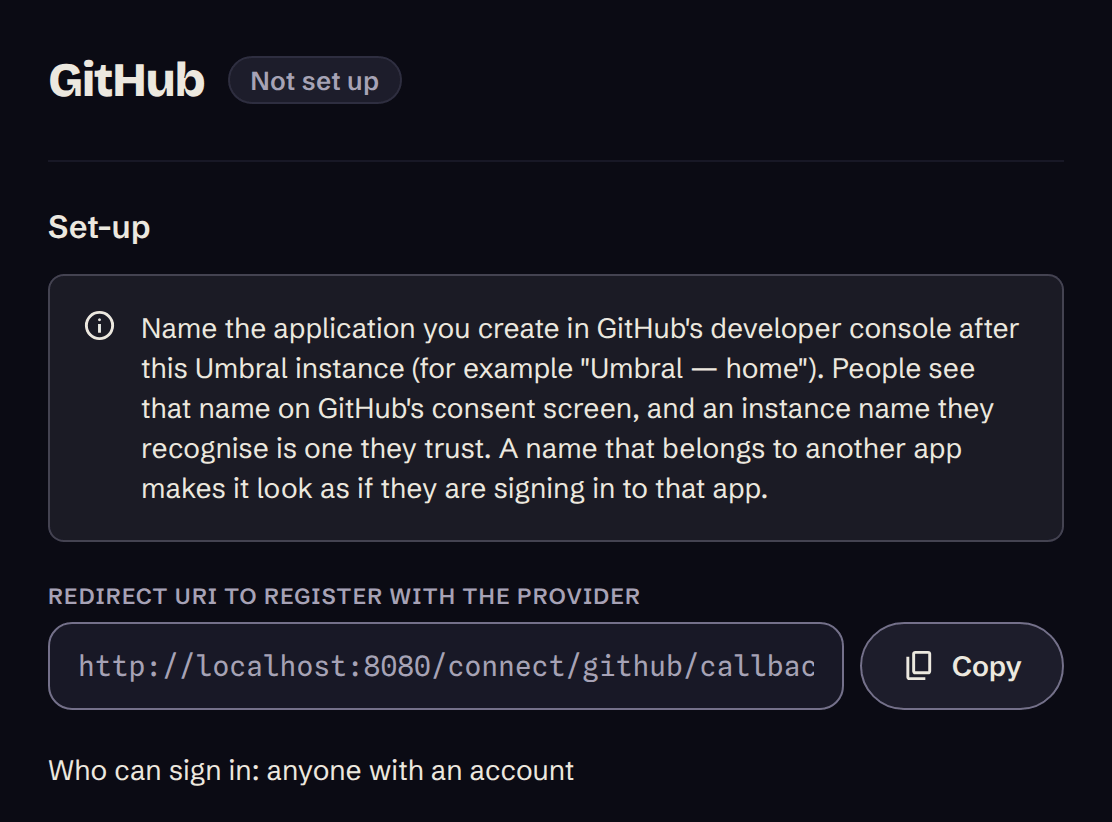 GitHub
Not set up
Set-up
Name the application you create in GitHub's developer console after
this Umbral instance (for example "Umbral — home"). People see
that name on GitHub's consent screen, and an instance name they
recognise is one they trust. A name that belongs to another app
makes it look as if they are signing in to that app.
REDIRECT URI TO REGISTER WITH THE PROVIDER
http://localhost:8080/connect/github/callbac
Copy
Who can sign in: anyone with an account